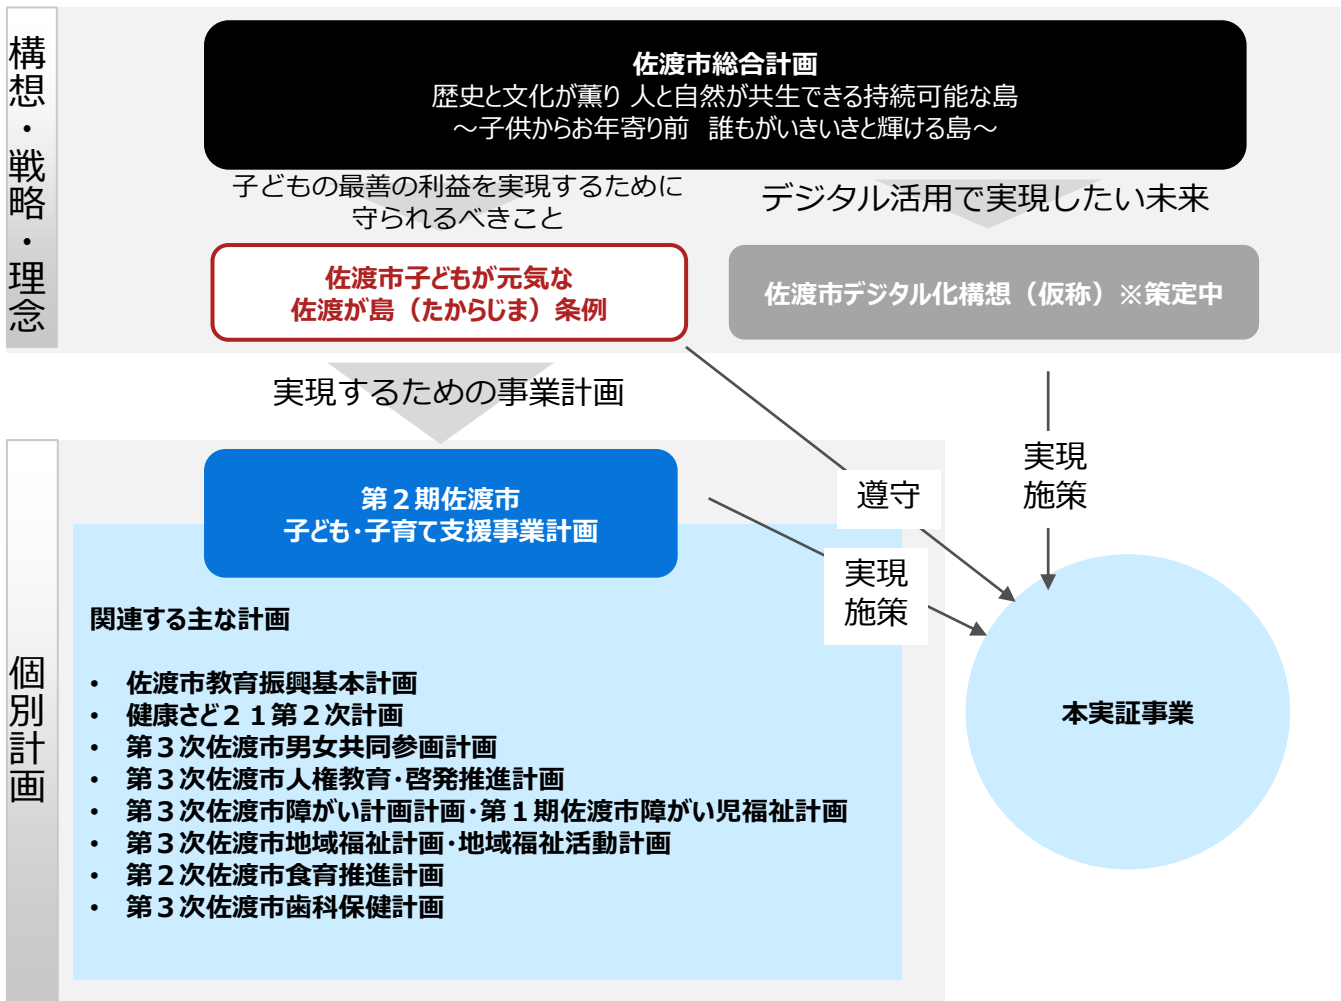 構想・戦略・理念
佐渡市総合計画
歴史と文化が薫り 人と自然が共生できる持続可能な島
～子供からお年寄り前 誰もがいきいきと輝ける島～
子どもの最善の利益を実現するために
守られるべきこと
デジタル活用で実現したい未来
佐渡市子どもが元気な
佐渡が島（たからじま）条例
佐渡市デジタル化構想（仮称）※策定中
実現するための事業計画
個別計画
第２期佐渡市
子ども・子育て支援事業計画
遵守
実現
施策
実現
施策
関連する主な計画
• 佐渡市教育振興基本計画
• 健康さど２１第２次計画
• 第３次佐渡市男女共同参画計画
• 第３次佐渡市人権教育・啓発推進計画
• 第３次佐渡市障がい計画計画・第１期佐渡市障がい児福祉計画
• 第３次佐渡市地域福祉計画・地域福祉活動計画
• 第２次佐渡市食育推進計画
• 第３次佐渡市歯科保健計画
本実証事業